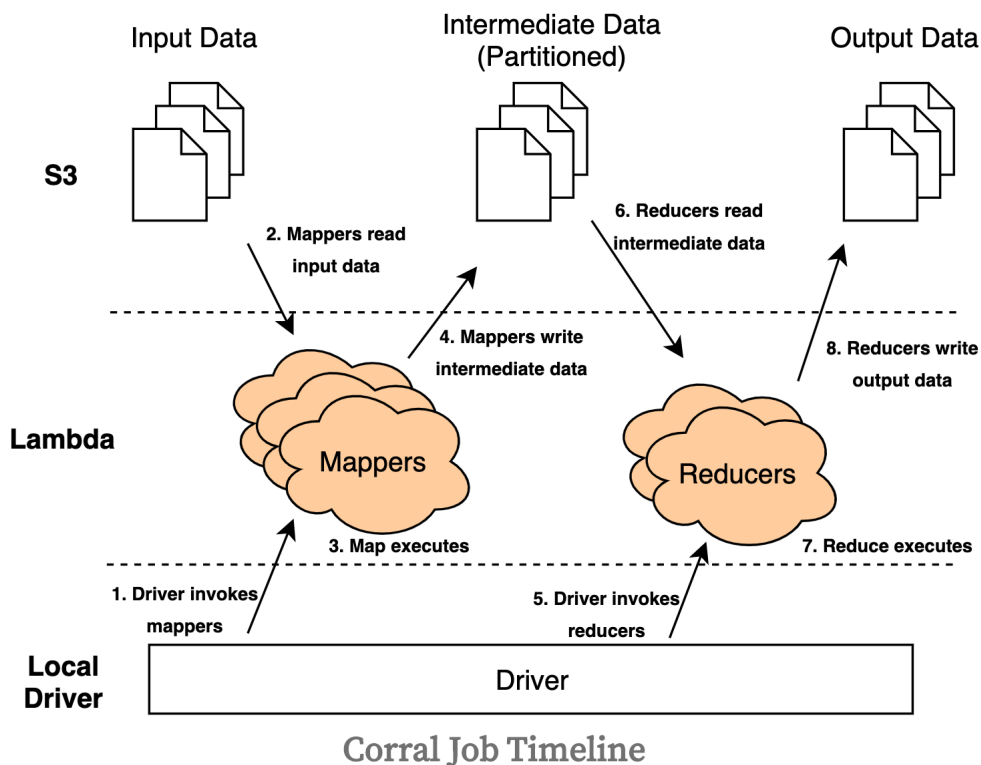 Input Data
Intermediate Data
(Partitioned)
Output Data
S3
2. Mappers read
input data
6. Reducers read
intermediate data
4. Mappers write
intermediate data
8. Reducers write
output data
Lambda
Mappers
Reducers
3. Map executes
7. Reduce executes
1. Driver invokes
mappers
5. Driver invokes
reducers
Local
Driver
Driver
Corral Job Timeline